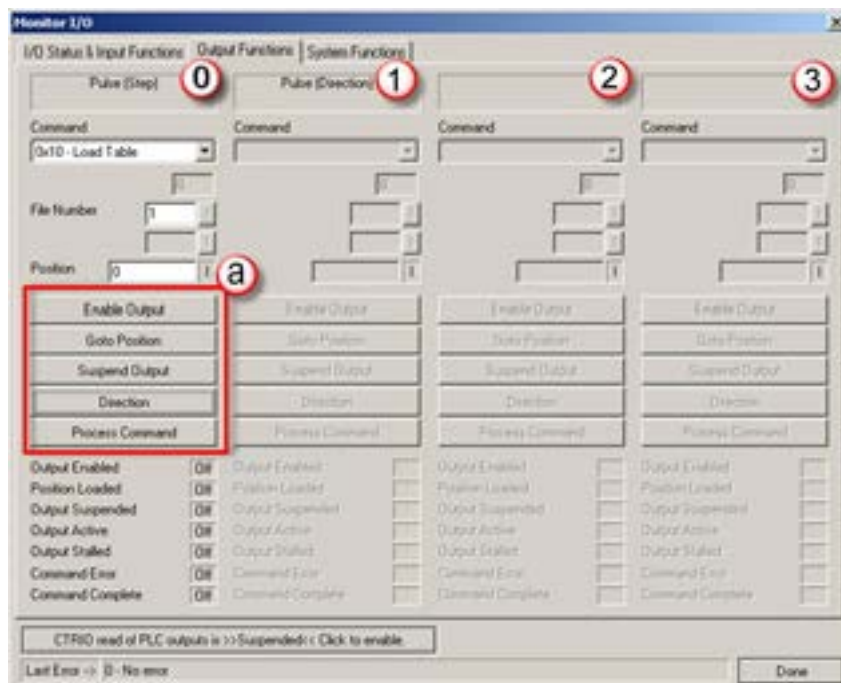 Monitor I/O
I/O Status & Input Functions Output Functions System Functions
Pulse (Step) 0 Pulse (Direction) 1 2 3
Command Command Command Command
0x10 - Load Table
0 0 0 0
File Number 1
Position 0
a
Enable Output Enable Output Enable Output Enable Output
Goto Position Goto Position Goto Position Goto Position
Suspend Output Suspend Output Suspend Output Suspend Output
Direction Direction Direction Direction
Process Command Process Command Process Command Process Command
Output Enabled Off Output Enabled Output Enabled Output Enabled
Position Loaded Off Position Loaded Position Loaded Position Loaded
Output Suspended Off Output Suspended Output Suspended Output Suspended
Output Active Off Output Active Output Active Output Active
Output Stalled Off Output Stalled Output Stalled Output Stalled
Command Error Off Command Error Command Error Command Error
Command Complete Off Command Complete Command Complete Command Complete
CTRIO read of PLC outputs is >>Suspended<< Click to enable.
Last Error -> 0 - No error
Done